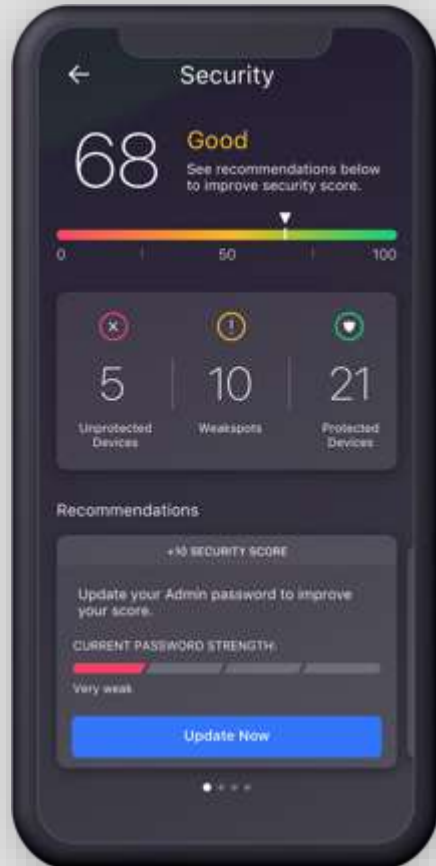 Security
68
Good
See recommendations below
to improve security score.
0
50
100
5
10
21
Unprotected
Devices
Weakspots
Protected
Devices
Recommendations
+10 SECURITY SCORE
Update your Admin password to improve
your score.
CURRENT PASSWORD STRENGTH:
Very weak
Update Now